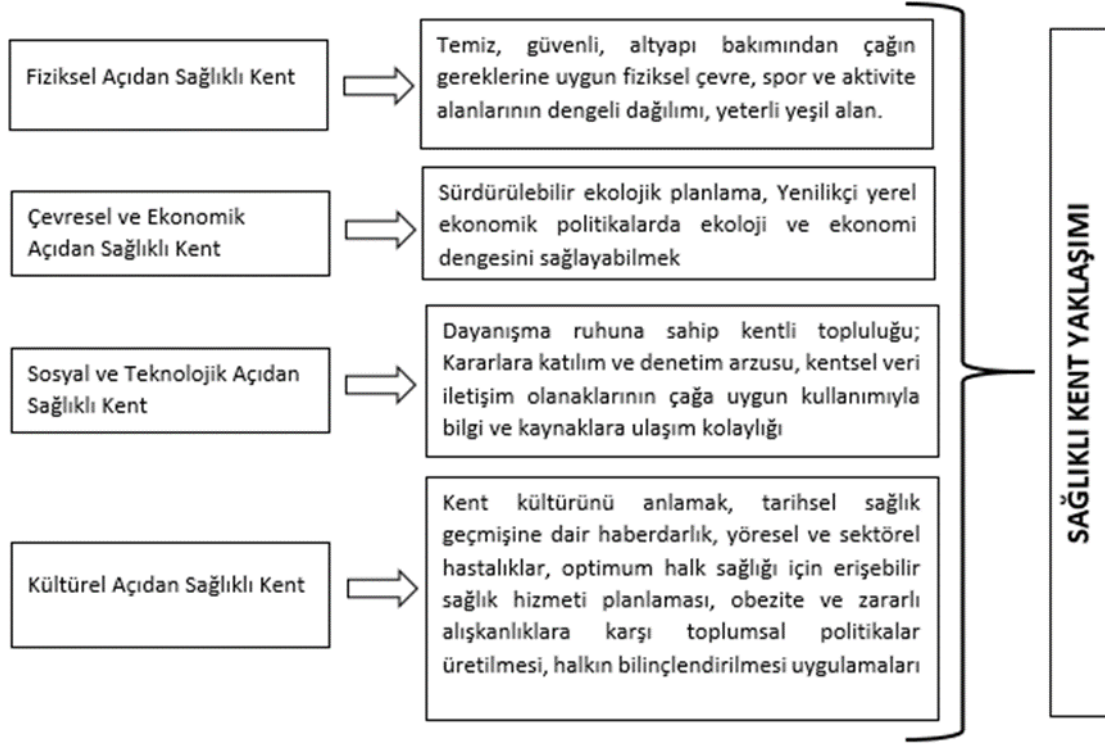 Fiziksel Açıdan Sağlıklı Kent
Temiz, güvenli, altyapı bakımından çağın
gereklerine uygun fiziksel çevre, spor ve aktivite
alanlarının dengeli dağılımı, yeterli yeşil alan.
Çevresel ve Ekonomik
Açıdan Sağlıklı Kent
Sürdürülebilir ekolojik planlama, Yenilikçi yerel
ekonomik politikalarda ekoloji ve ekonomi
dengesini sağlayabilmek
Sosyal ve Teknolojik Açıdan
Sağlıklı Kent
Dayanışma ruhuna sahip kentli topluluğu;
Kararlara katılım ve denetim arzusu, kentsel veri
iletişim olanaklarının çağa uygun kullanımıyla
bilgi ve kaynaklara ulaşım kolaylığı
Kültürel Açıdan Sağlıklı Kent
Kent kültürünü anlamak, tarihsel sağlık
geçmişine dair haberdarlık, yöresel ve sektörel
hastalıklar, optimum halk sağlığı için erişebilir
sağlık hizmeti planlaması, obezite ve zararlı
alışkanlıklara karşı toplumsal politikalar
üretilmesi, halkın bilinçlendirilmesi uygulamaları
SAĞLIKLI KENT YAKLAŞIMI